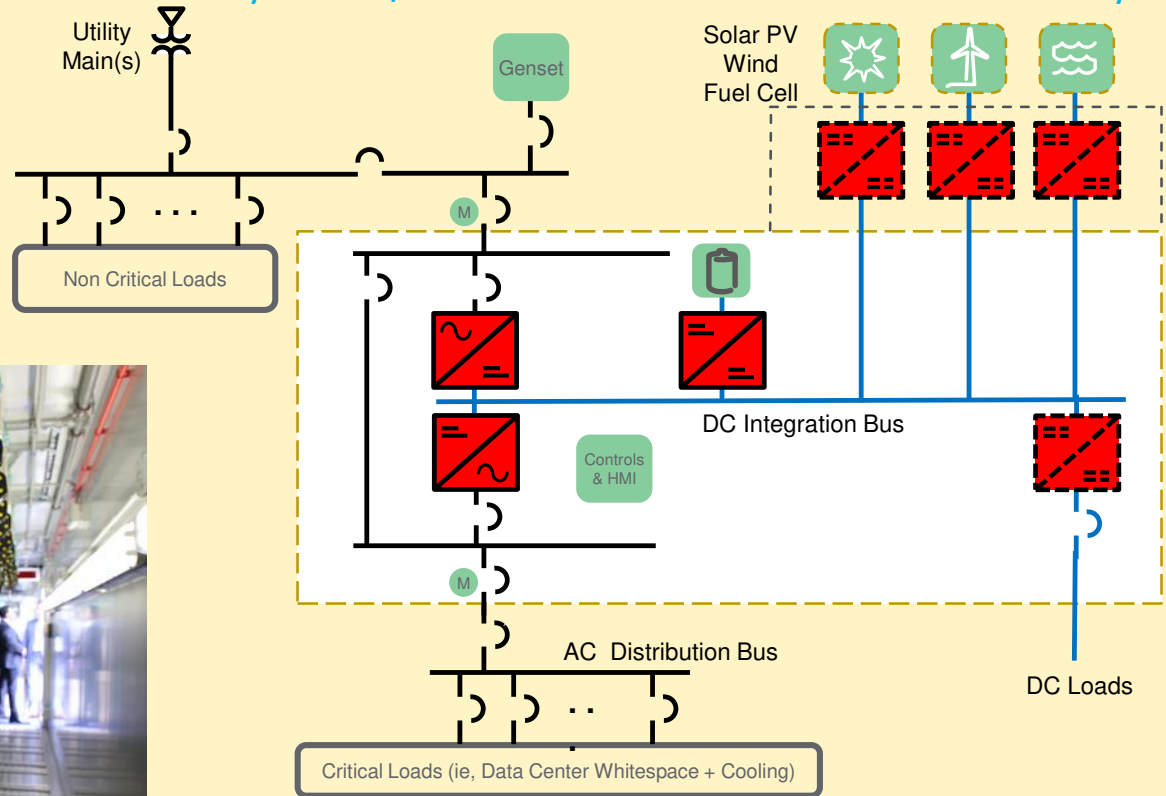 Utility
Main(s)
Genset
Solar PV
Wind
Fuel Cell
M
Non Critical Loads
DC Integration Bus
Controls
& HMI
M
AC Distribution Bus
DC Loads
Critical Loads (ie, Data Center Whitespace + Cooling)